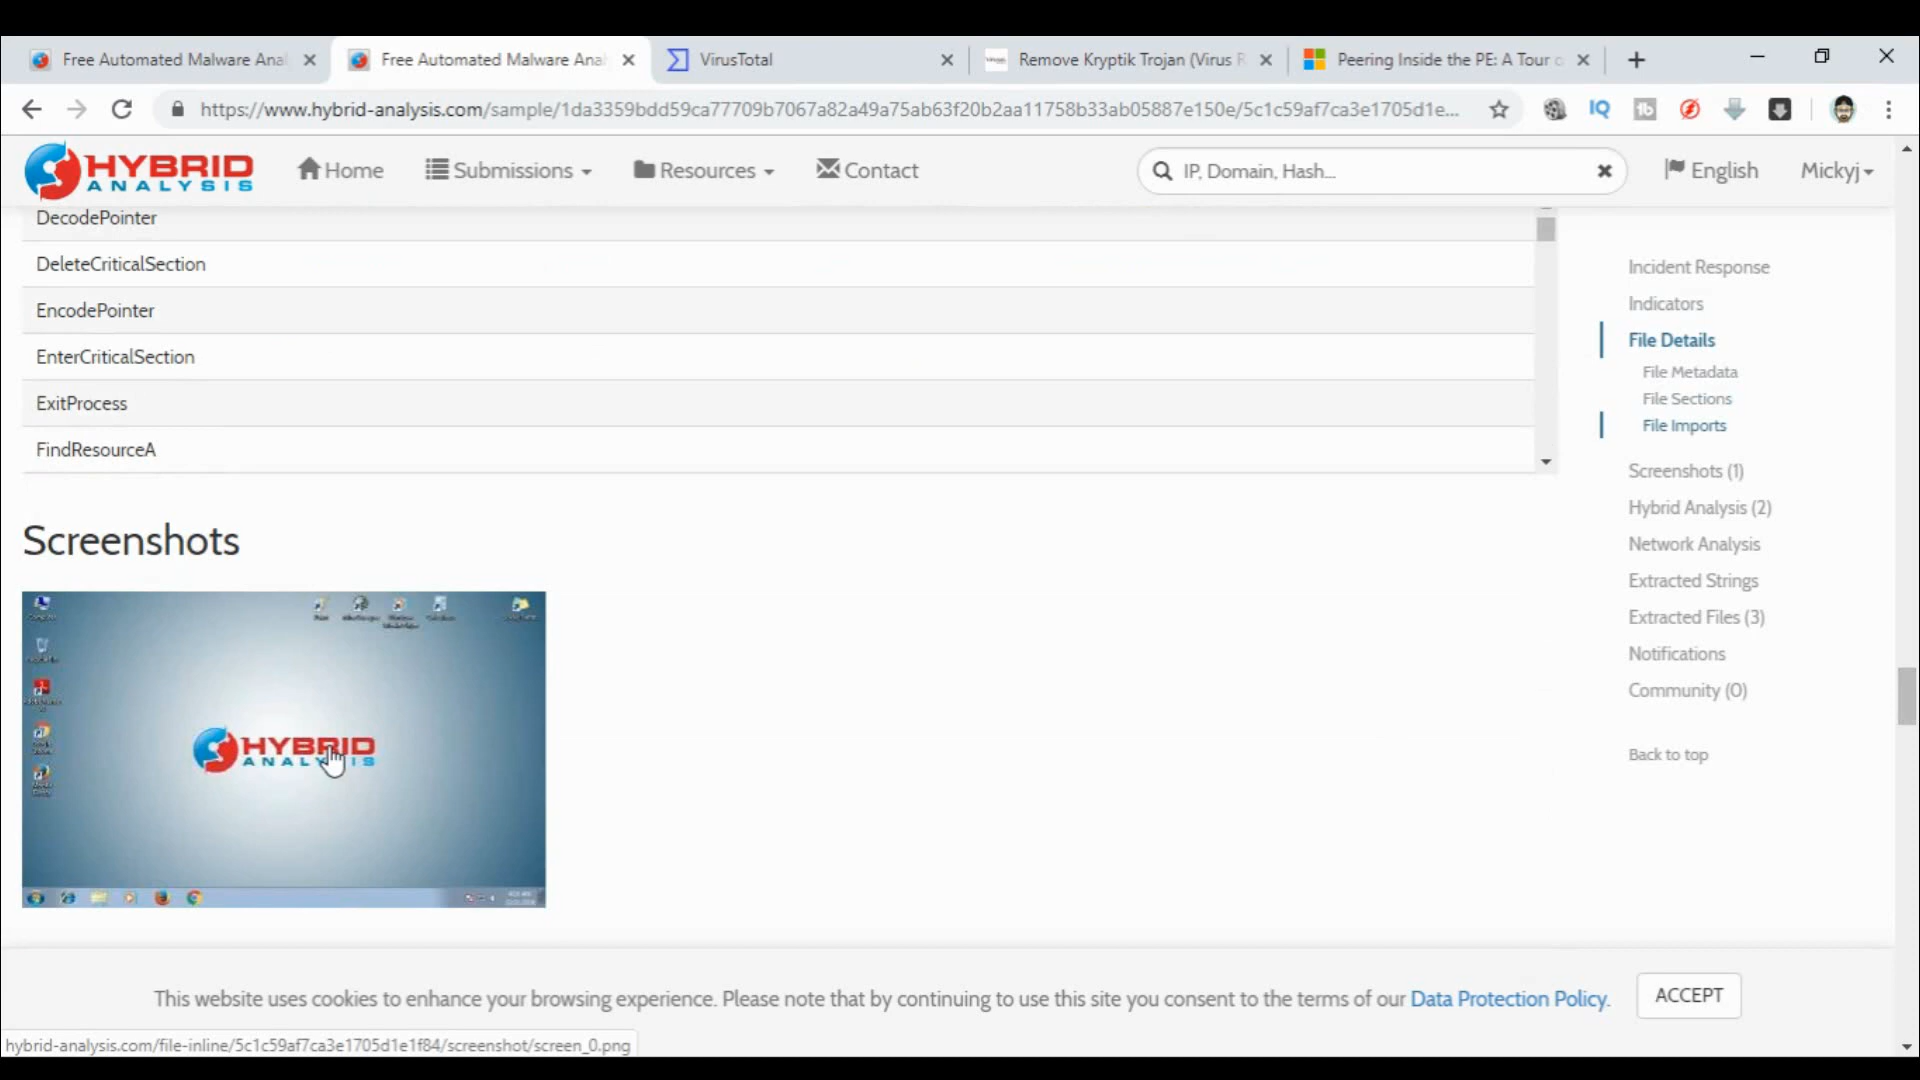 Free Automated Malware Anal
Free Automated Malware Anal
VirusTotal
Remove Kryptik Trojan (Virus R
Peering Inside the PE: A Tour o
https://www.hybrid-analysis.com/sample/1da3359bdd59ca77709b7067a82a49a75ab63f20b2aa11758b33ab05887e150e/5c1c59af7ca3e1705d1e...
IQ
HYBRID
ANALYSIS
Home
Submissions
Resources
Contact
IP, Domain, Hash...
English
Mickyj
DecodePointer
DeleteCriticalSection
EncodePointer
EnterCriticalSection
ExitProcess
FindResourceA
Incident Response
Indicators
File Details
File Metadata
File Sections
File Imports
Screenshots (1)
Hybrid Analysis (2)
Network Analysis
Extracted Strings
Extracted Files (3)
Notifications
Community (0)
Back to top
Screenshots
HYBRID
ANALYSIS
This website uses cookies to enhance your browsing experience. Please note that by continuing to use this site you consent to the terms of our Data Protection Policy.
ACCEPT
hybrid-analysis.com/file-inline/5c1c59af7ca3e1705d1e1f84/screenshot/screen_0.png